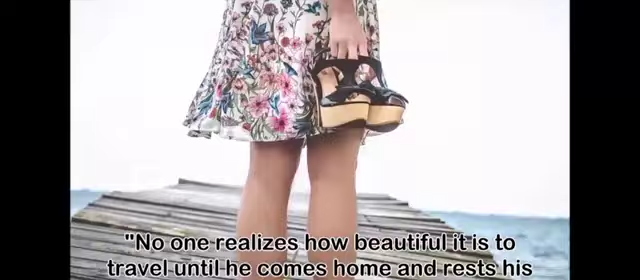 "No one realizes how beautiful it is to
travel until he comes home and rests his